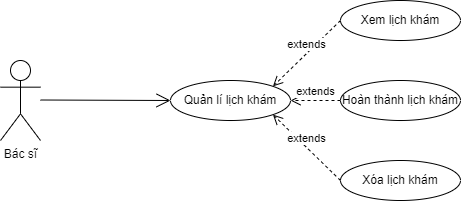 Xem lịch khám
extends
Quản lí lịch khám
extends
Hoàn thành lịch khám
extends
Bác sĩ
Xóa lịch khám